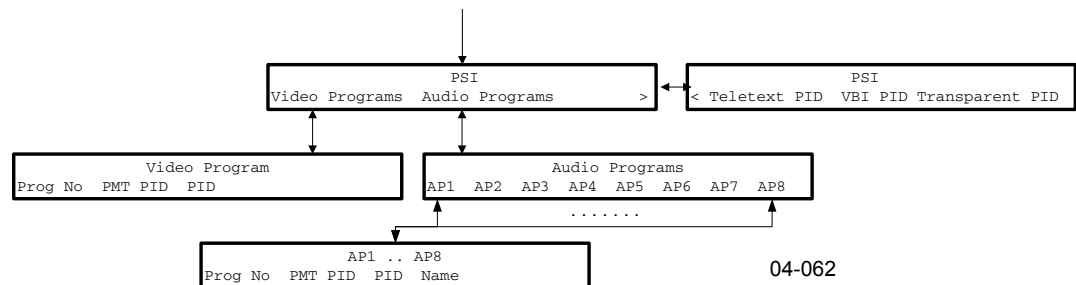 PSI
Video Programs Audio Programs >
PSI
< Teletext PID VBI PID Transparent PID
Video Program
Prog No PMT PID PID
Audio Programs
AP1 AP2 AP3 AP4 AP5 AP6 AP7 AP8
.......
AP1 .. AP8
Prog No PMT PID PID Name
04-062